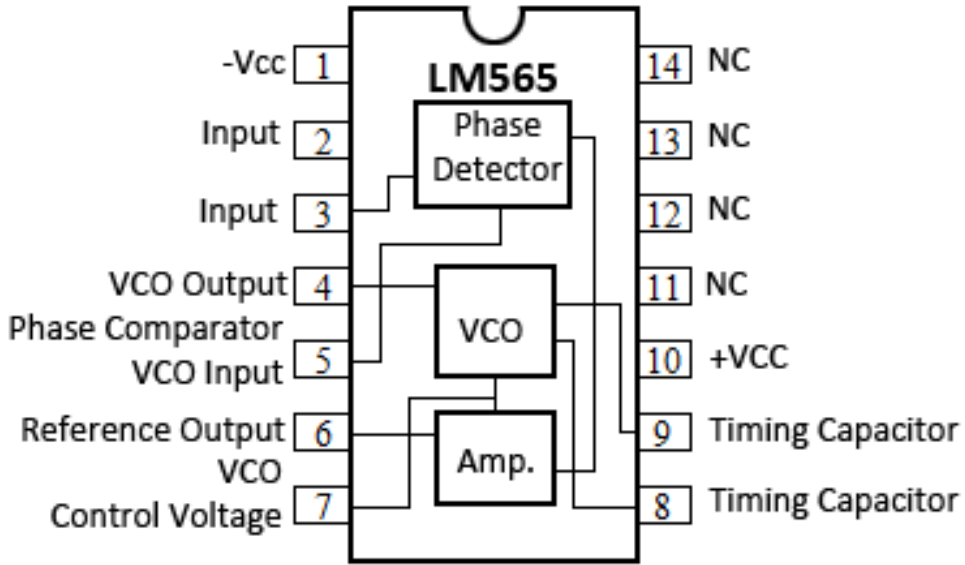 LM565
-Vcc 1
Input 2
Input 3
VCO Output 4
Phase Comparator
VCO Input 5
Reference Output 6
VCO
Control Voltage 7
Phase
Detector
VCO
Amp.
14 NC
13 NC
12 NC
11 NC
10 +VCC
9 Timing Capacitor
8 Timing Capacitor